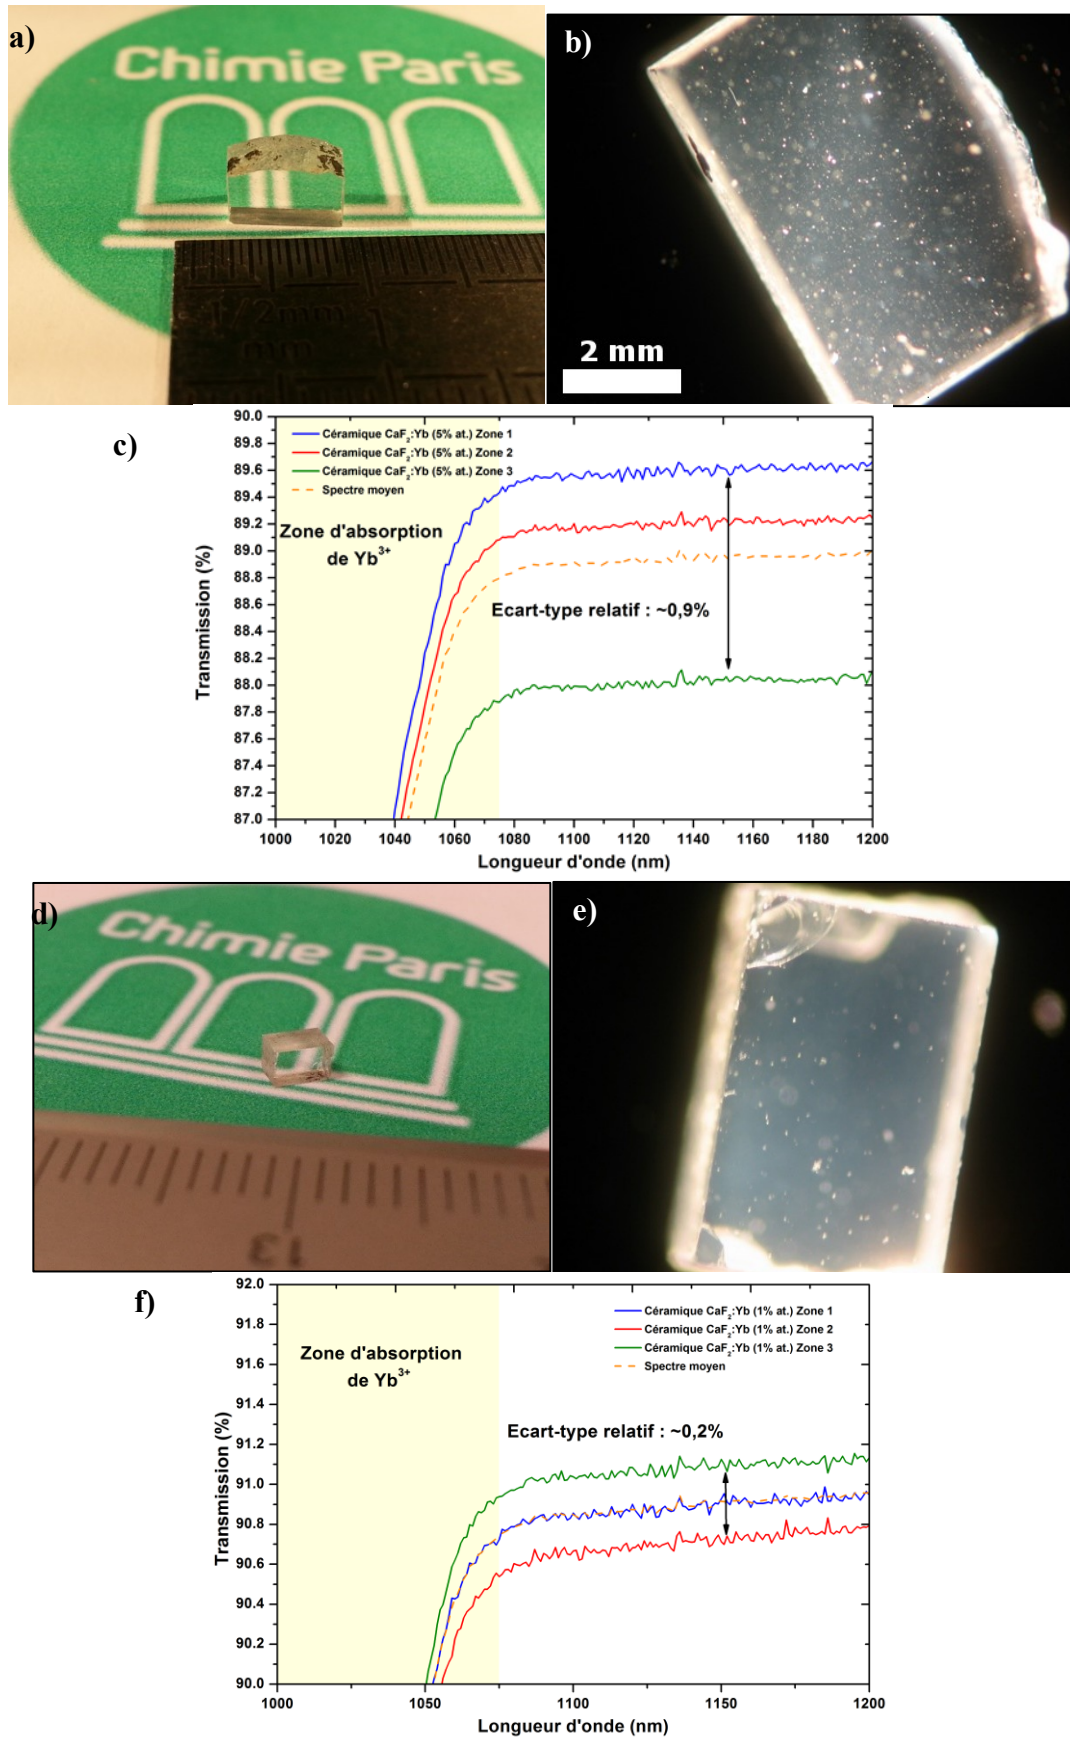 a)
Chimie Paris
1/2mm
mm
b)
2 mm
c)
90.0
89.8
89.6
89.4
89.2
89.0
88.8
88.6
88.4
88.2
88.0
87.8
87.6
87.4
87.2
87.0
Transmission (%)
Céramique CaF₂:Yb (5% at.) Zone 1
Céramique CaF₂:Yb (5% at.) Zone 2
Céramique CaF₂:Yb (5% at.) Zone 3
Spectre moyen
Zone d'absorption
de Yb³⁺
Ecart-type relatif : ~0,9%
1000 1020 1040 1060 1080 1100 1120 1140 1160 1180 1200
Longueur d'onde (nm)
d)
Chimie Paris
13
e)
f)
92.0
91.8
91.6
91.4
91.2
91.0
90.8
90.6
90.4
90.2
90.0
Transmission (%)
Céramique CaF₂:Yb (1% at.) Zone 1
Céramique CaF₂:Yb (1% at.) Zone 2
Céramique CaF₂:Yb (1% at.) Zone 3
Spectre moyen
Zone d'absorption
de Yb³⁺
Ecart-type relatif : ~0,2%
1000 1050 1100 1150 1200
Longueur d'onde (nm)